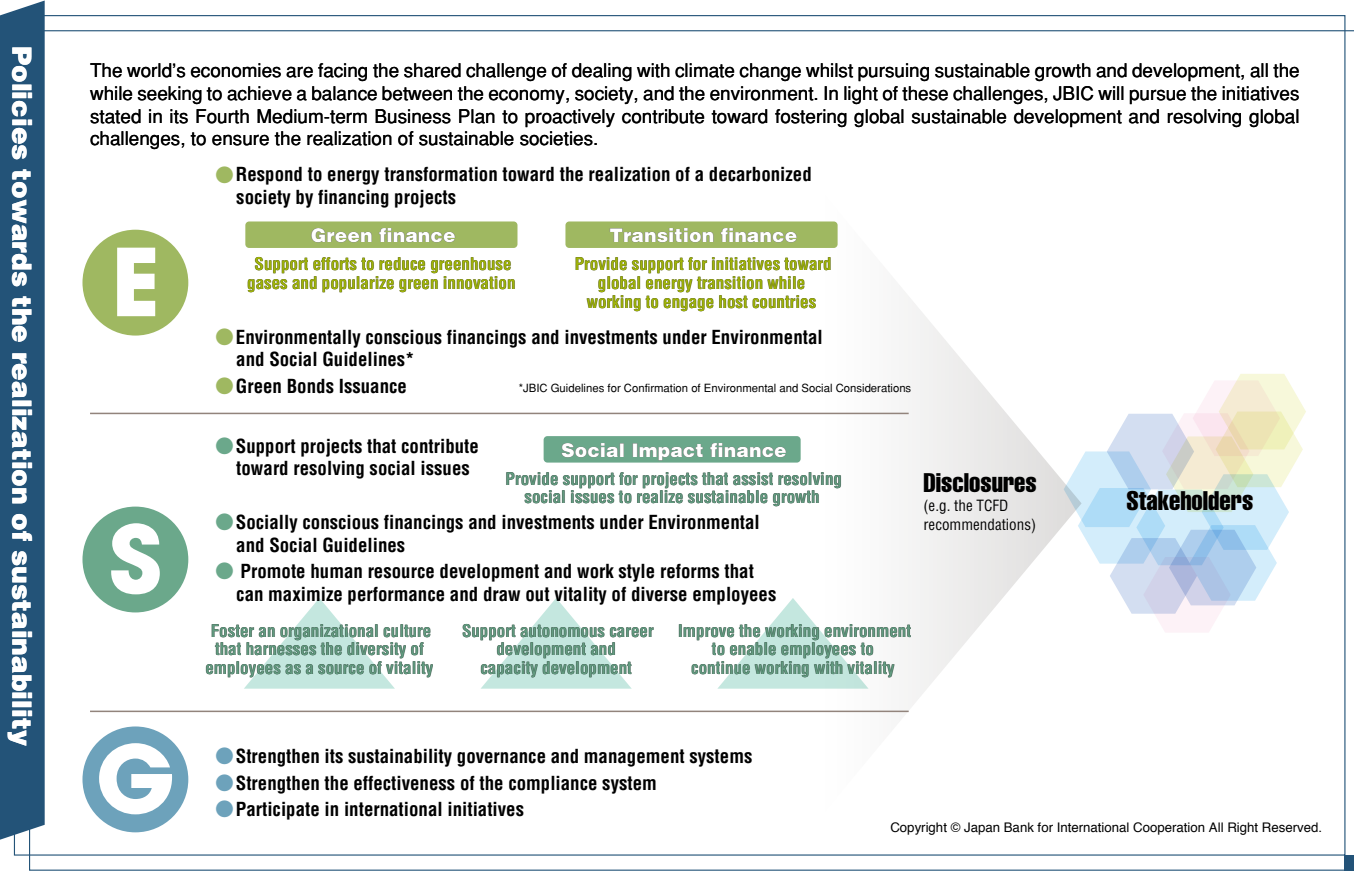 Policies towards the realization of sustainability
The world's economies are facing the shared challenge of dealing with climate change whilst pursuing sustainable growth and development, all the
while seeking to achieve a balance between the economy, society, and the environment. In light of these challenges, JBIC will pursue the initiatives
stated in its Fourth Medium-term Business Plan to proactively contribute toward fostering global sustainable development and resolving global
challenges, to ensure the realization of sustainable societies.
E
Respond to energy transformation toward the realization of a decarbonized
society by financing projects
Green finance
Support efforts to reduce greenhouse
gases and popularize green innovation
Transition finance
Provide support for initiatives toward
global energy transition while
working to engage host countries
Environmentally conscious financings and investments under Environmental
and Social Guidelines*
Green Bonds Issuance
*JBIC Guidelines for Confirmation of Environmental and Social Considerations
S
Support projects that contribute
toward resolving social issues
Social Impact finance
Provide support for projects that assist resolving
social issues to realize sustainable growth
Socially conscious financings and investments under Environmental
and Social Guidelines
Promote human resource development and work style reforms that
can maximize performance and draw out vitality of diverse employees
Foster an organizational culture
that harnesses the diversity of
employees as a source of vitality
Support autonomous career
development and
capacity development
Improve the working environment
to enable employees to
continue working with vitality
G
Strengthen its sustainability governance and management systems
Strengthen the effectiveness of the compliance system
Participate in international initiatives
Disclosures
(e.g. the TCFD
recommendations)
Stakeholders
Copyright © Japan Bank for International Cooperation All Right Reserved.